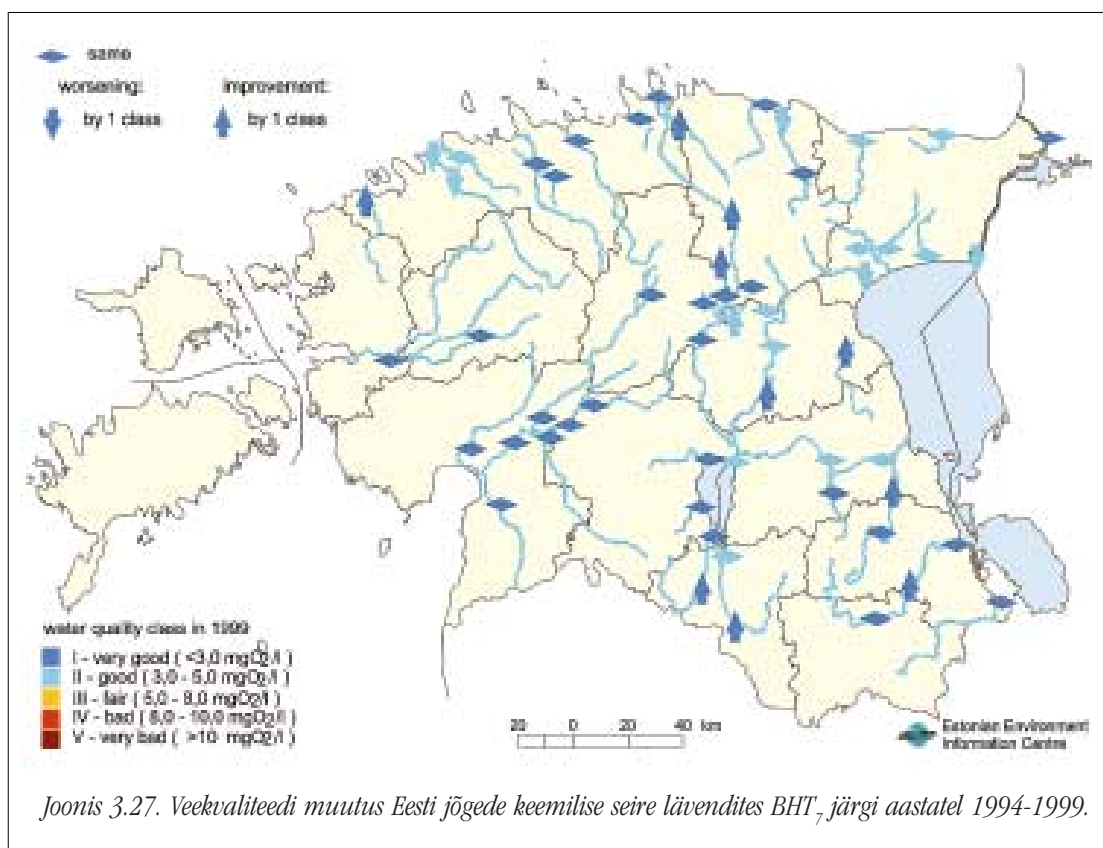 same
worsening:
improvement:
by 1 class
by 1 class
water quality class in 1999
I - very good ( <3,0 mgO2/l )
II - good ( 3,0 - 5,0 mgO2/l )
III - fair ( 5,0 - 8,0 mgO2/l )
IV - bad ( 8,0 - 10,0 mgO2/l )
V - very bad ( >10 mgO2/l )
20 0 20 40 km
Estonian Environment
Information Centre
Joonis 3.27. Veekvaliteedi muutus Eesti jõgede keemilise seire lävendites BHT7 järgi aastatel 1994-1999.